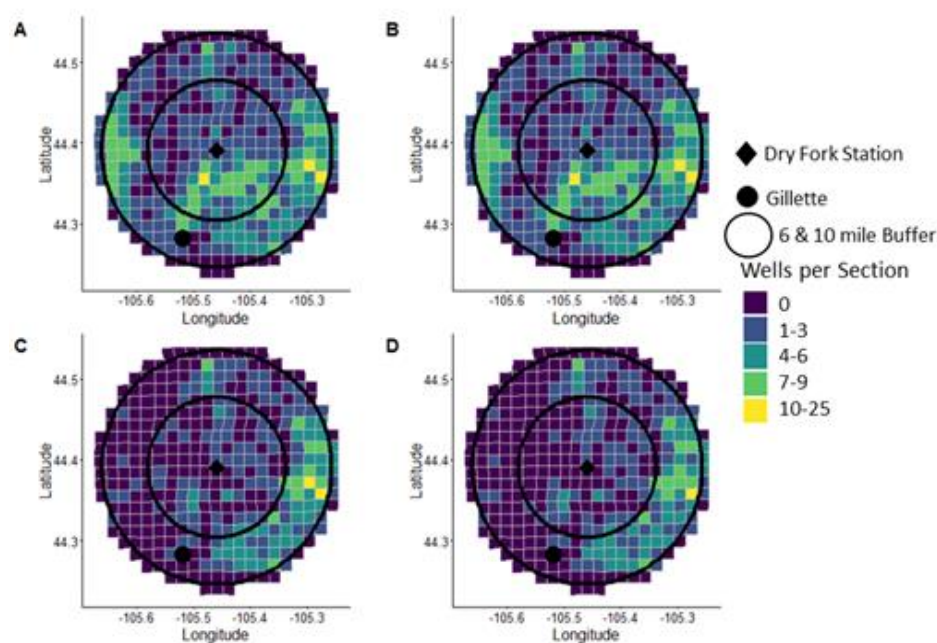 A
B
44.5
44.4
44.3
Latitude
-105.6 -105.5 -105.4 -105.3
Longitude
44.5
44.4
44.3
Latitude
-105.6 -105.5 -105.4 -105.3
Longitude
C
D
44.5
44.4
44.3
Latitude
-105.6 -105.5 -105.4 -105.3
Longitude
44.5
44.4
44.3
Latitude
-105.6 -105.5 -105.4 -105.3
Longitude
Dry Fork Station
Gillette
6 & 10 mile Buffer
Wells per Section
0
1-3
4-6
7-9
10-25